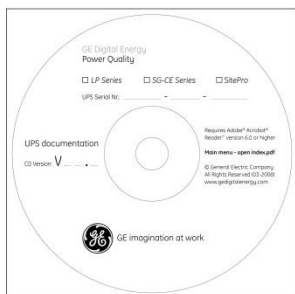 GE Digital Energy
Power Quality
☐ LP Series ☐ SG-CE Series ☐ SitePro
UPS Serial Nr.: ........... - ........... - ...........
UPS documentation
CD Version: V ....... . .......
Requires Adobe® Acrobat®
Reader™ version 6.0 or higher
Main menu - open index.pdf
© General Electric Company
All Rights Reserved (03-2008)
www.gedigitalenergy.com
GE imagination at work